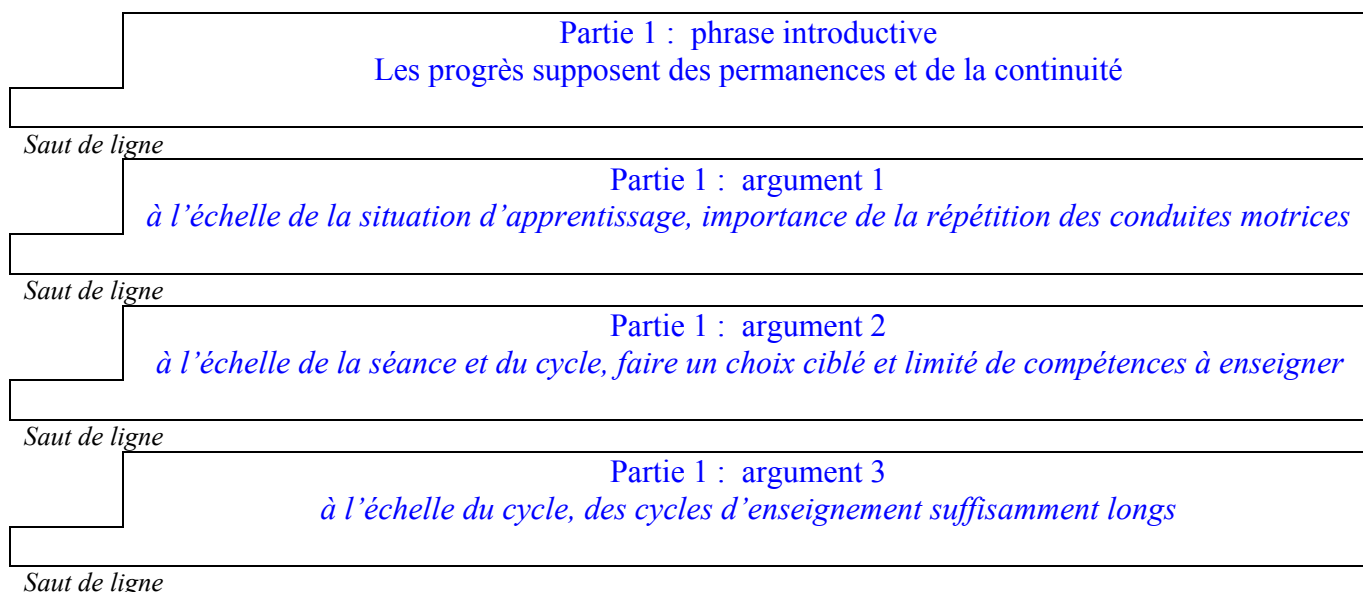 Partie 1 : phrase introductive
Les progrès supposent des permanences et de la continuité
Saut de ligne
Partie 1 : argument 1
à l’échelle de la situation d’apprentissage, importance de la répétition des conduites motrices
Saut de ligne
Partie 1 : argument 2
à l’échelle de la séance et du cycle, faire un choix ciblé et limité de compétences à enseigner
Saut de ligne
Partie 1 : argument 3
à l’échelle du cycle, des cycles d’enseignement suffisamment longs
Saut de ligne